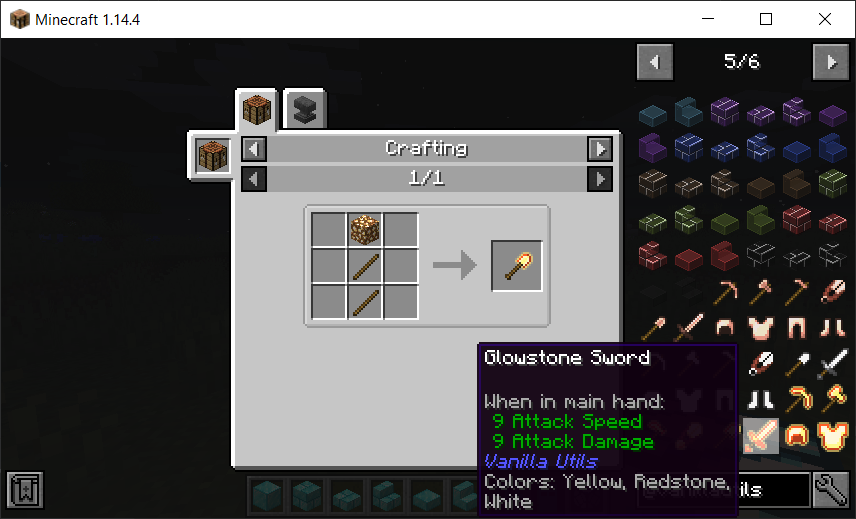 Minecraft 1.14.4
5/6
Crafting
1/1
Glowstone Sword
When in main hand:
9 Attack Speed
9 Attack Damage
Vanilla Utils
Colors: Yellow, Redstone,
White
ils